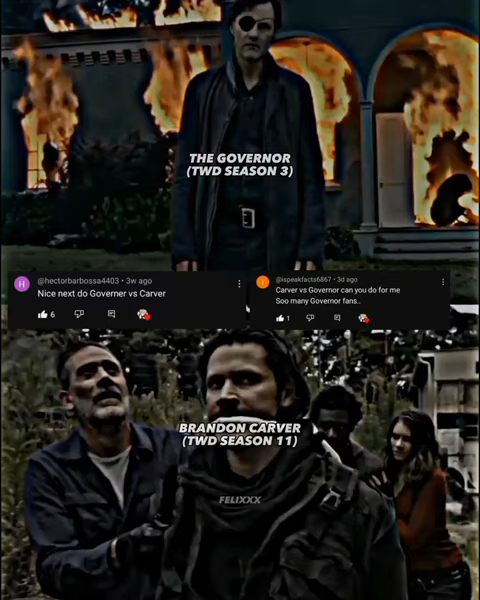 THE GOVERNOR
(TWD SEASON 3)
H
@hectorbarbossa4403 • 3w ago
Nice next do Governer vs Carver
6
@ispeakfacts6867 • 3d ago
Carver vs Governor can you do for me
Soo many Governor fans..
1
BRANDON CARVER
(TWD SEASON 11)
FELIXXX